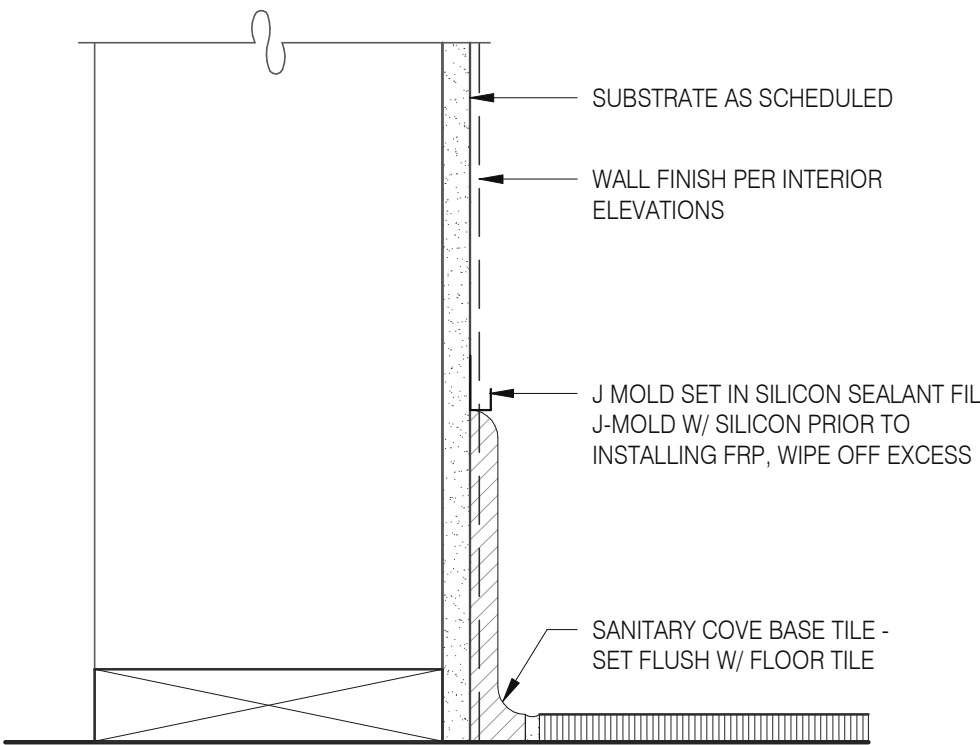 SUBSTRATE AS SCHEDULED
WALL FINISH PER INTERIOR
ELEVATIONS
J MOLD SET IN SILICON SEALANT FIL
J-MOLD W/ SILICON PRIOR TO
INSTALLING FRP, WIPE OFF EXCESS
SANITARY COVE BASE TILE -
SET FLUSH W/ FLOOR TILE